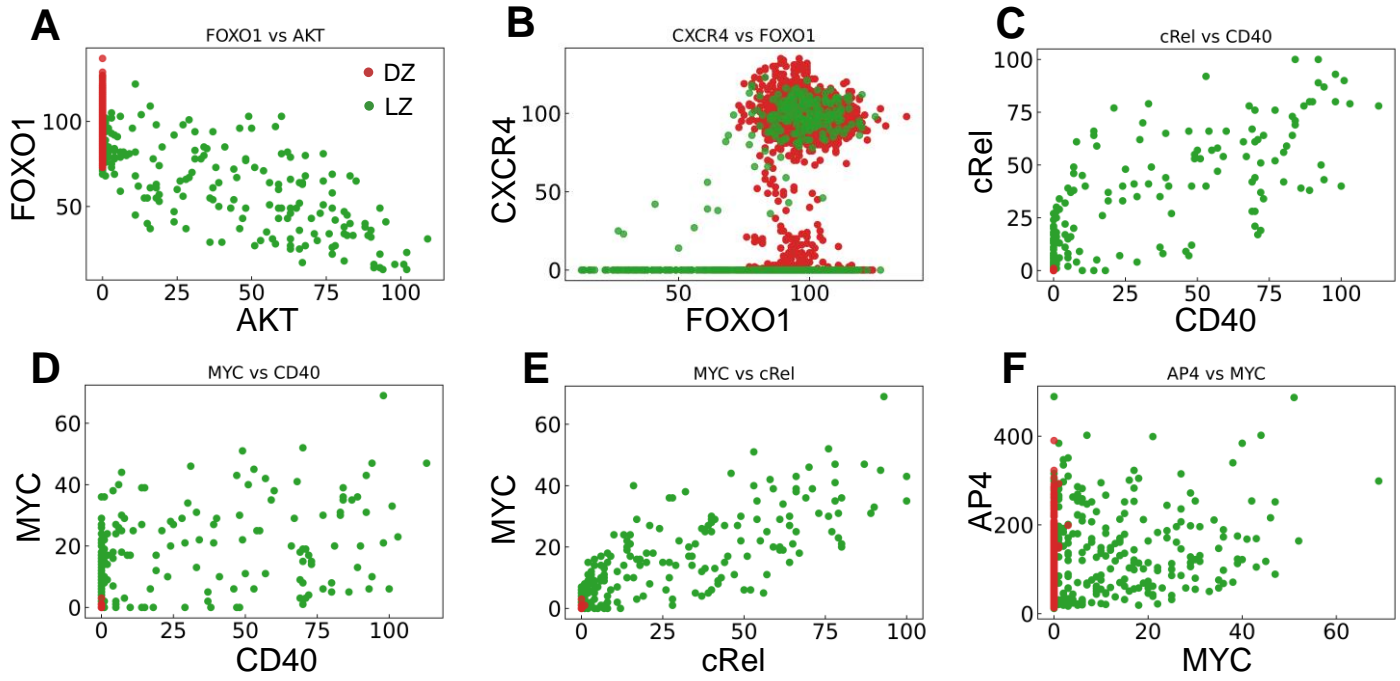 A
FOXO1 vs AKT
FOXO1
100
50
0
25
50
75
100
AKT
DZ
LZ
B
CXCR4 vs FOXO1
CXCR4
100
50
0
50
100
FOXO1
C
cRel vs CD40
cRel
100
75
50
25
0
0
25
50
75
100
CD40
D
MYC vs CD40
MYC
60
40
20
0
0
25
50
75
100
CD40
E
MYC vs cRel
MYC
60
40
20
0
0
25
50
75
100
cRel
F
AP4 vs MYC
AP4
400
200
0
0
20
40
60
MYC